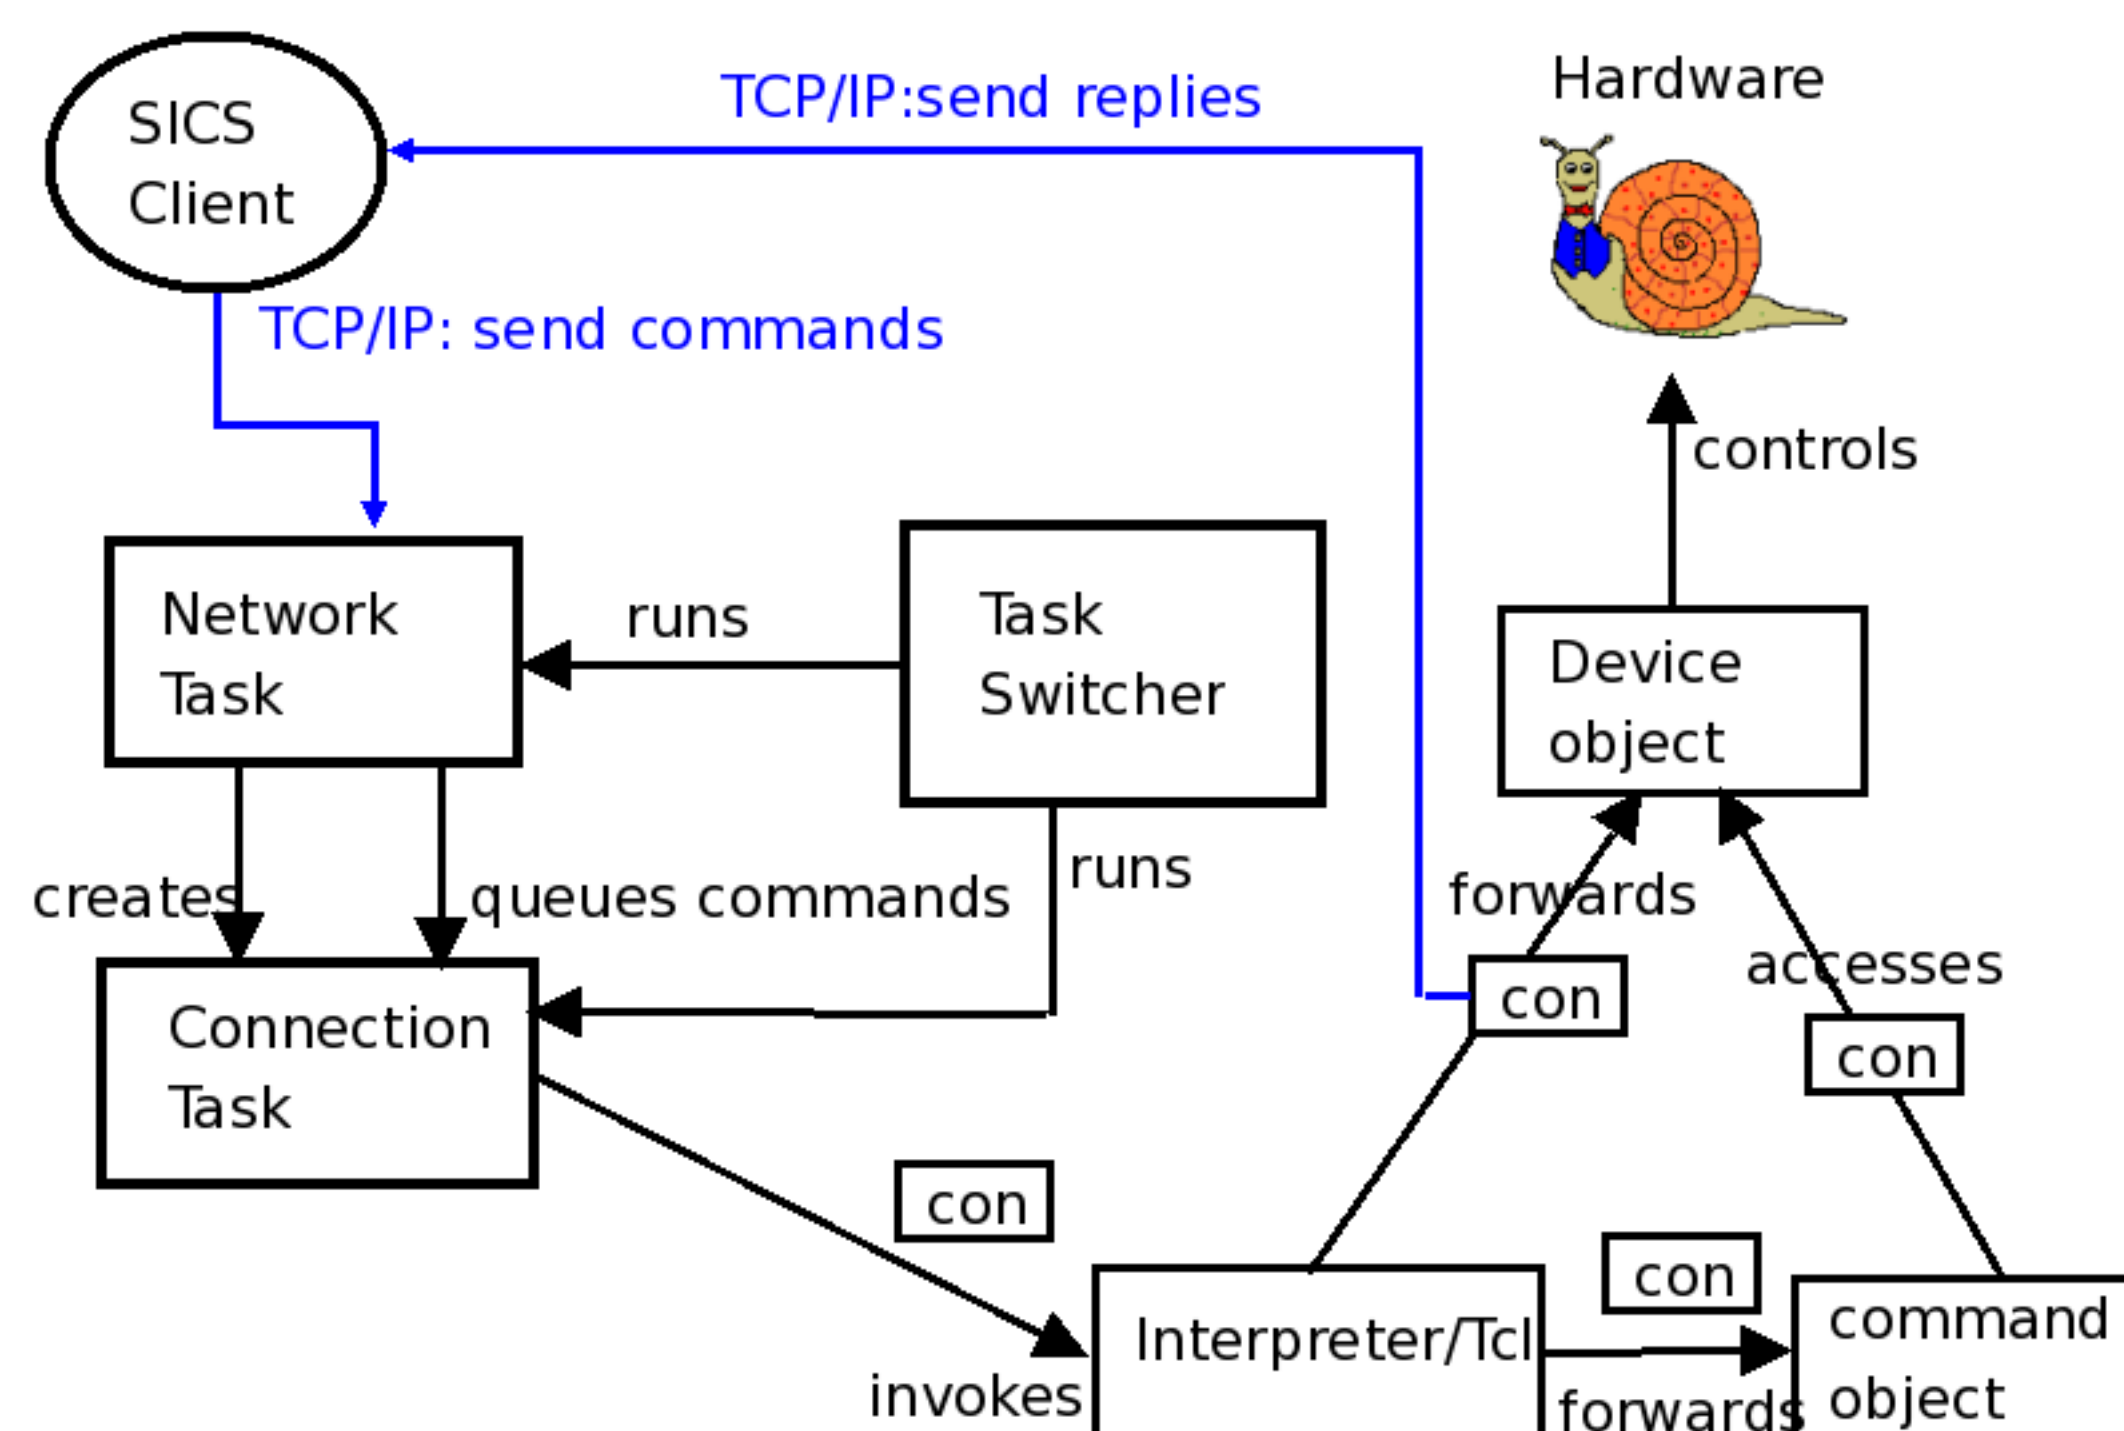 SICS
Client
TCP/IP:send replies
Hardware
TCP/IP: send commands
controls
Network
Task
runs
Task
Switcher
Device
object
creates
queues commands
runs
forwards
accesses
con
con
Connection
Task
con
con
invokes
Interpreter/Tcl
forwards
command
object